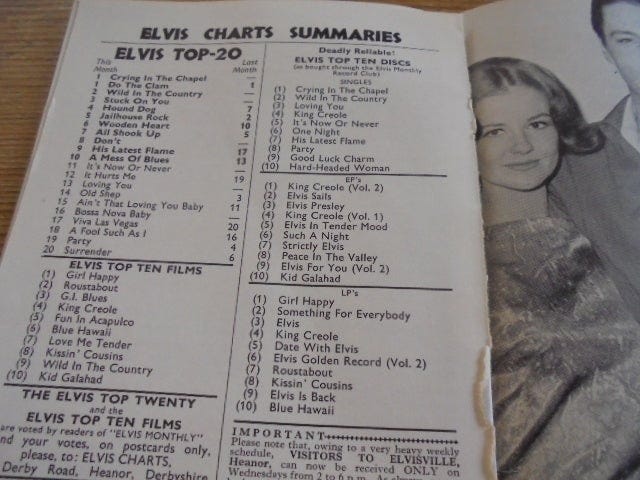 ELVIS CHARTS SUMMARIES
ELVIS TOP-20
This Month Last Month
1 Crying In The Chapel —
1 Do The Clam 1
2 Wild In The Country
3 Stuck On You —
4 Hound Dog 7
5 Jailhouse Rock 2
6 Wooden Heart 10
7 All Shook Up 5
8 Don't —
9 His Latest Flame 17
10 A Mess Of Blues 13
11 It's Now Or Never —
12 It Hurts Me 19
13 Loving You —
14 Old Shep 3
15 Ain't That Loving You Baby 11
16 Bossa Nova Baby —
17 Viva Las Vegas 20
18 A Fool Such As I 16
19 Party 4
20 Surrender 6
ELVIS TOP TEN FILMS
(1) Girl Happy
(2) Roustabout
(3) G.I. Blues
(4) King Creole
(5) Fun In Acapulco
(6) Blue Hawaii
(7) Love Me Tender
(8) Kissin' Cousins
(9) Wild In The Country
(10) Kid Galahad
THE ELVIS TOP TWENTY
and the
ELVIS TOP TEN FILMS
are voted by readers of "ELVIS MONTHLY"
nd your votes, on postcards only,
please, to: ELVIS CHARTS,
Derby Road, Heanor, Derbyshire
Deadly Reliable!
ELVIS TOP TEN DISCS
(as bought through the Elvis Monthly
Record Club)
SINGLES
(1) Crying In The Chapel
(2) Wild In The Country
(3) Loving You
(4) King Creole
(5) It's Now Or Never
(6) One Night
(7) His Latest Flame
(8) Party
(9) Good Luck Charm
(10) Hard-Headed Woman
EP's
(1) King Creole (Vol. 2)
(2) Elvis Sails
(3) Elvis Presley
(4) King Creole (Vol. 1)
(5) Elvis In Tender Mood
(6) Such A Night
(7) Strictly Elvis
(8) Peace In The Valley
(9) Elvis For You (Vol. 2)
(10) Kid Galahad
LP's
(1) Girl Happy
(2) Something For Everybody
(3) Elvis
(4) King Creole
(5) Date With Elvis
(6) Elvis Golden Record (Vol. 2)
(7) Roustabout
(8) Kissin' Cousins
(9) Elvis Is Back
(10) Blue Hawaii
IMPORTANT
Please note that, owing to a very heavy weekly
schedule, VISITORS TO ELVISVILLE,
Heanor, can now be received ONLY on
Wednesdays from 2 to 6 p.m.